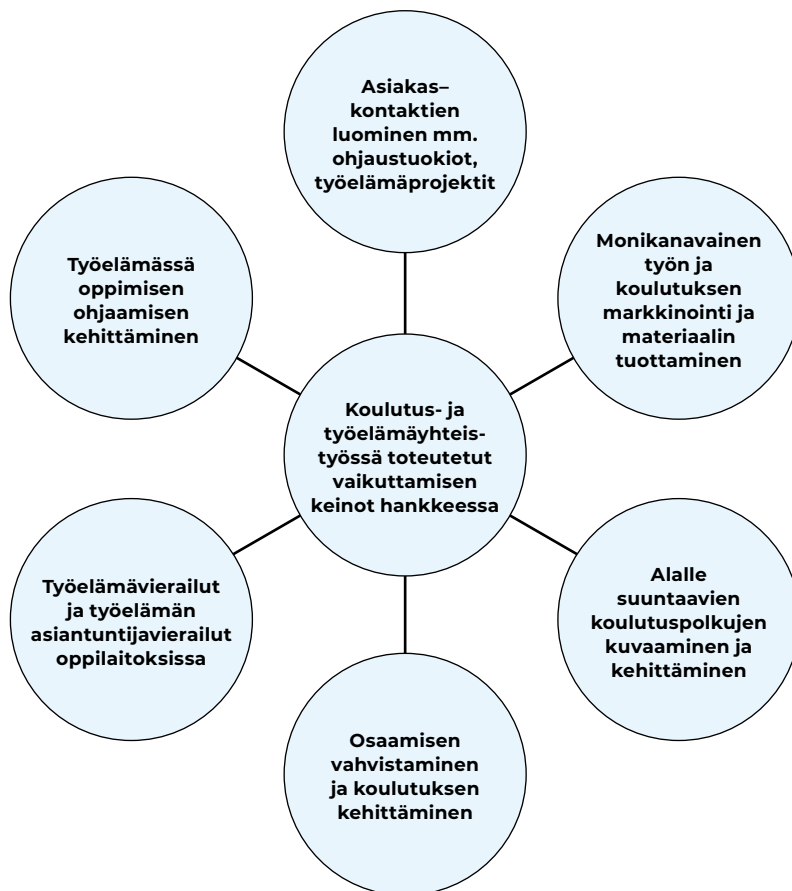 Asiakas–
kontaktien
luominen mm.
ohjaustuokiot,
työelämäprojektit
Monikanavainen
työn ja
koulutuksen
markkinointi ja
materiaalin
tuottaminen
Työelämässä
oppimisen
ohjaamisen
kehittäminen
Koulutus- ja
työelämäyhteis-
työssä toteutetut
vaikuttamisen
keinot hankkeessa
Työelämävierailut
ja työelämän
asiantuntijavierailut
oppilaitoksissa
Alalle
suuntaavien
koulutuspolkujen
kuvaaminen ja
kehittäminen
Osaamisen
vahvistaminen
ja koulutuksen
kehittäminen